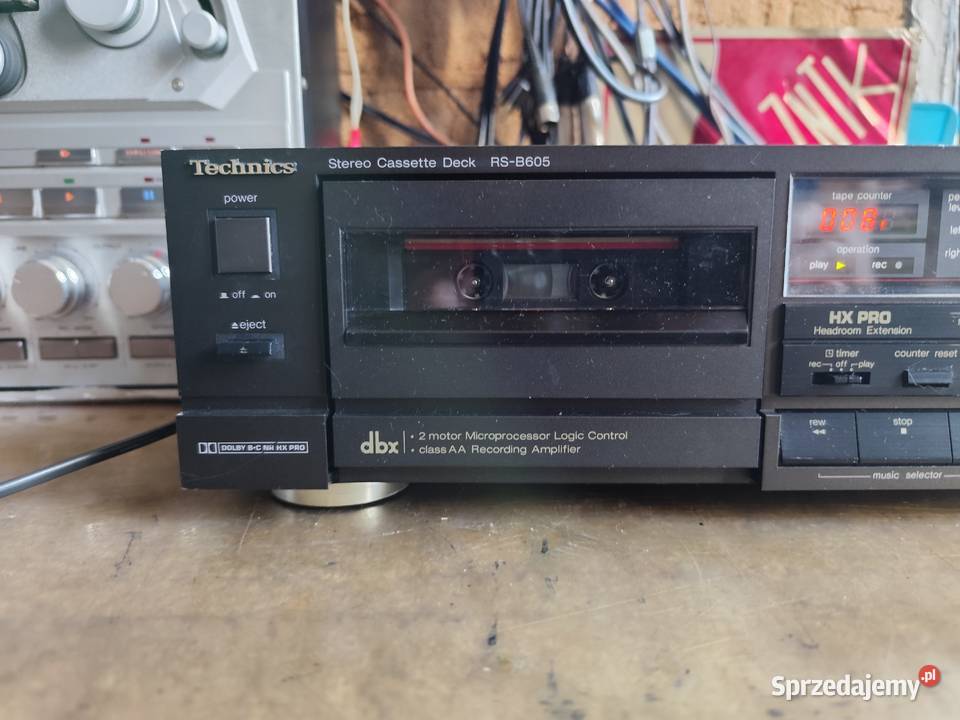 Technics
Stereo Cassette Deck RS-B605
power
off on
eject
DOLBY B-C NR HX PRO
dbx
• 2 motor Microprocessor Logic Control
• class AA Recording Amplifier
tape counter
008
operation
play rec
HX PRO
Headroom Extension
timer
rec off play
counter reset
rew
stop
music selector
left
ZWTK
Sprzedajemy.pl